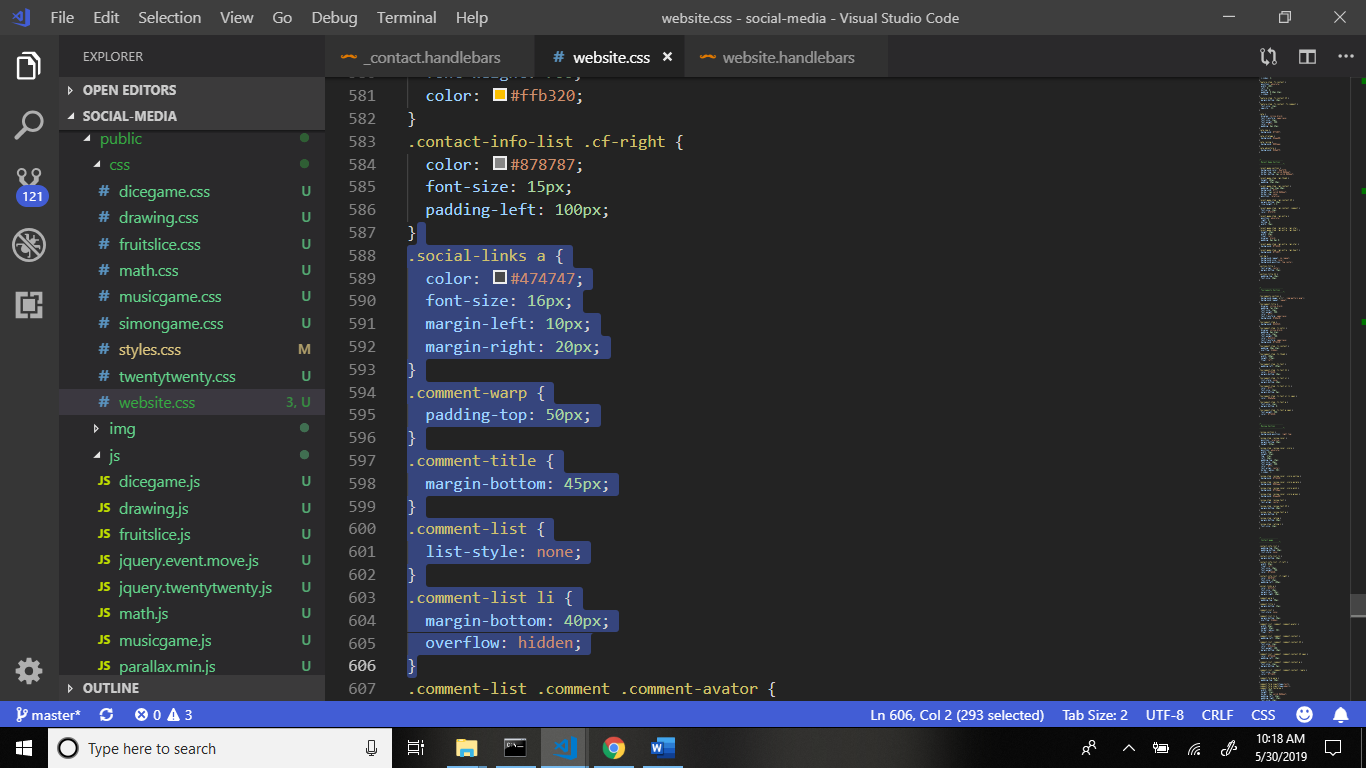 File Edit Selection View Go Debug Terminal Help
website.css - social-media - Visual Studio Code
EXPLORER
OPEN EDITORS
SOCIAL-MEDIA
public
css
# dicegame.css U
# drawing.css U
# fruitslice.css U
# math.css U
# musicgame.css U
# simongame.css U
# styles.css M
# twentytwenty.css U
# website.css 3, U
img
js
JS dicegame.js U
JS drawing.js U
JS fruitslice.js U
JS jquery.event.move.js U
JS jquery.twentytwenty.js U
JS math.js U
JS musicgame.js U
JS parallax.min.js U
OUTLINE
121
_contact.handlebars
# website.css
website.handlebars
581 color: #ffb320;
582 }
583 .contact-info-list .cf-right {
584 color: #878787;
585 font-size: 15px;
586 padding-left: 100px;
587 }
588 .social-links a {
589 color: #474747;
590 font-size: 16px;
591 margin-left: 10px;
592 margin-right: 20px;
593 }
594 .comment-warp {
595 padding-top: 50px;
596 }
597 .comment-title {
598 margin-bottom: 45px;
599 }
600 .comment-list {
601 list-style: none;
602 }
603 .comment-list li {
604 margin-bottom: 40px;
605 overflow: hidden;
606 }
607 .comment-list .comment .comment-avator {
master* 0 3
Ln 606, Col 2 (293 selected) Tab Size: 2 UTF-8 CRLF CSS
Type here to search
10:18 AM
5/30/2019